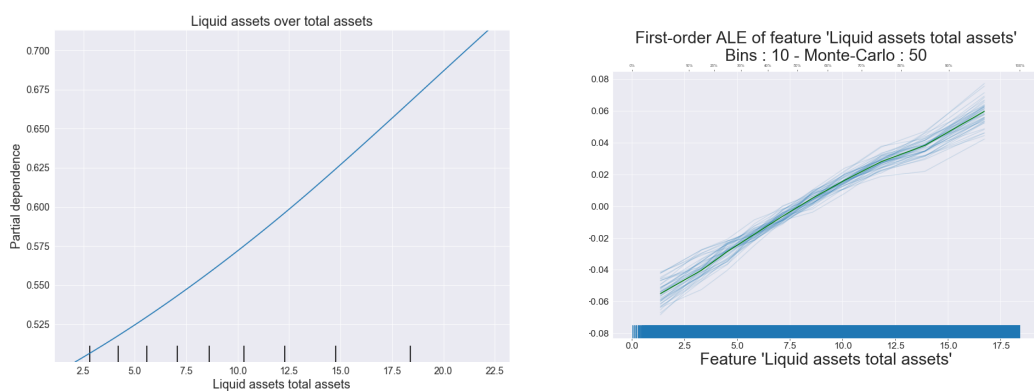 Liquid assets over total assets
0.700
0.675
0.650
0.625
0.600
0.575
0.550
0.525
Partial dependence
2.5 5.0 7.5 10.0 12.5 15.0 17.5 20.0 22.5
Liquid assets total assets
First-order ALE of feature 'Liquid assets total assets'
Bins : 10 - Monte-Carlo : 50
0.08
0.06
0.04
0.02
0.00
-0.02
-0.04
-0.06
-0.08
0.0 2.5 5.0 7.5 10.0 12.5 15.0 17.5
Feature 'Liquid assets total assets'